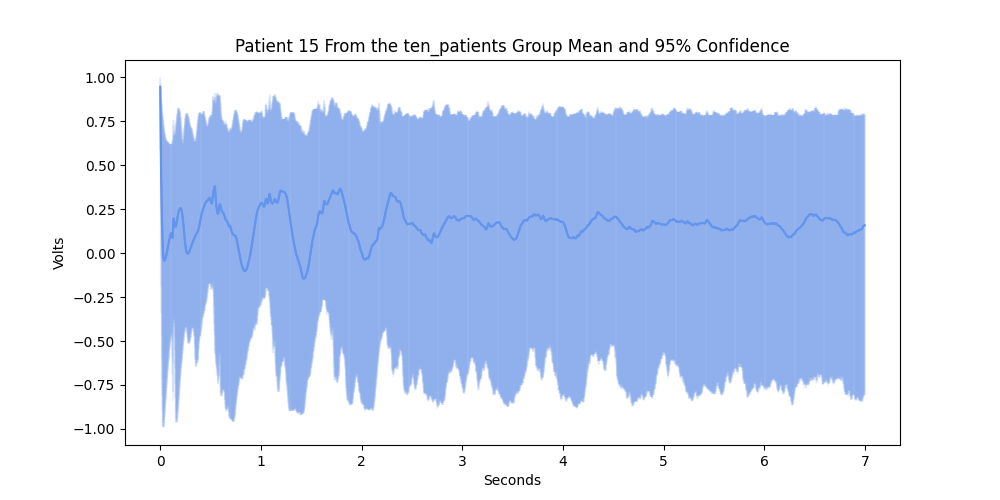 Patient 15 From the ten_patients Group Mean and 95% Confidence
1.00
0.75
0.50
0.25
0.00
−0.25
−0.50
−0.75
−1.00
Volts
0 1 2 3 4 5 6 7
Seconds